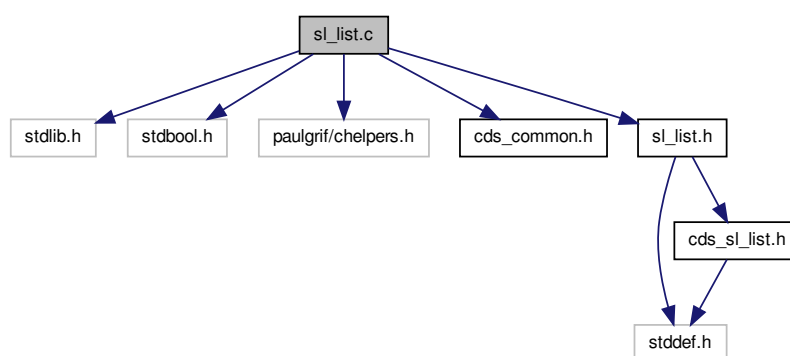 sl_list.c
stdlib.h
stdbool.h
paulgrif/chelpers.h
cds_common.h
sl_list.h
cds_sl_list.h
stddef.h